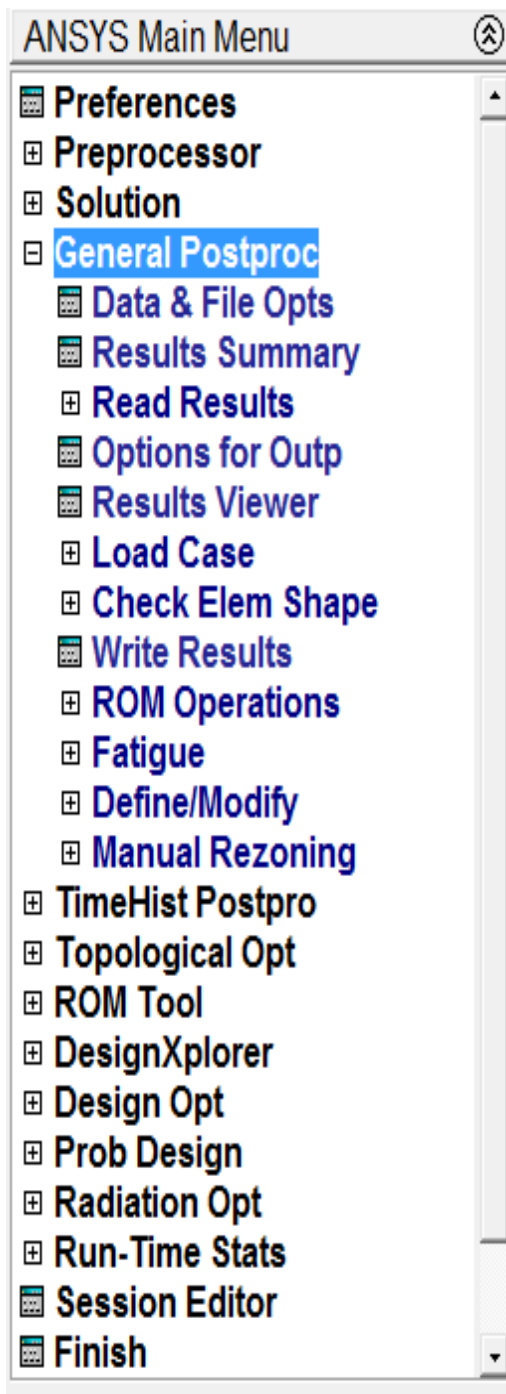 ANSYS Main Menu
Preferences
Preprocessor
Solution
General Postproc
Data & File Opts
Results Summary
Read Results
Options for Outp
Results Viewer
Load Case
Check Elem Shape
Write Results
ROM Operations
Fatigue
Define/Modify
Manual Rezoning
TimeHist Postpro
Topological Opt
ROM Tool
DesignXplorer
Design Opt
Prob Design
Radiation Opt
Run-Time Stats
Session Editor
Finish